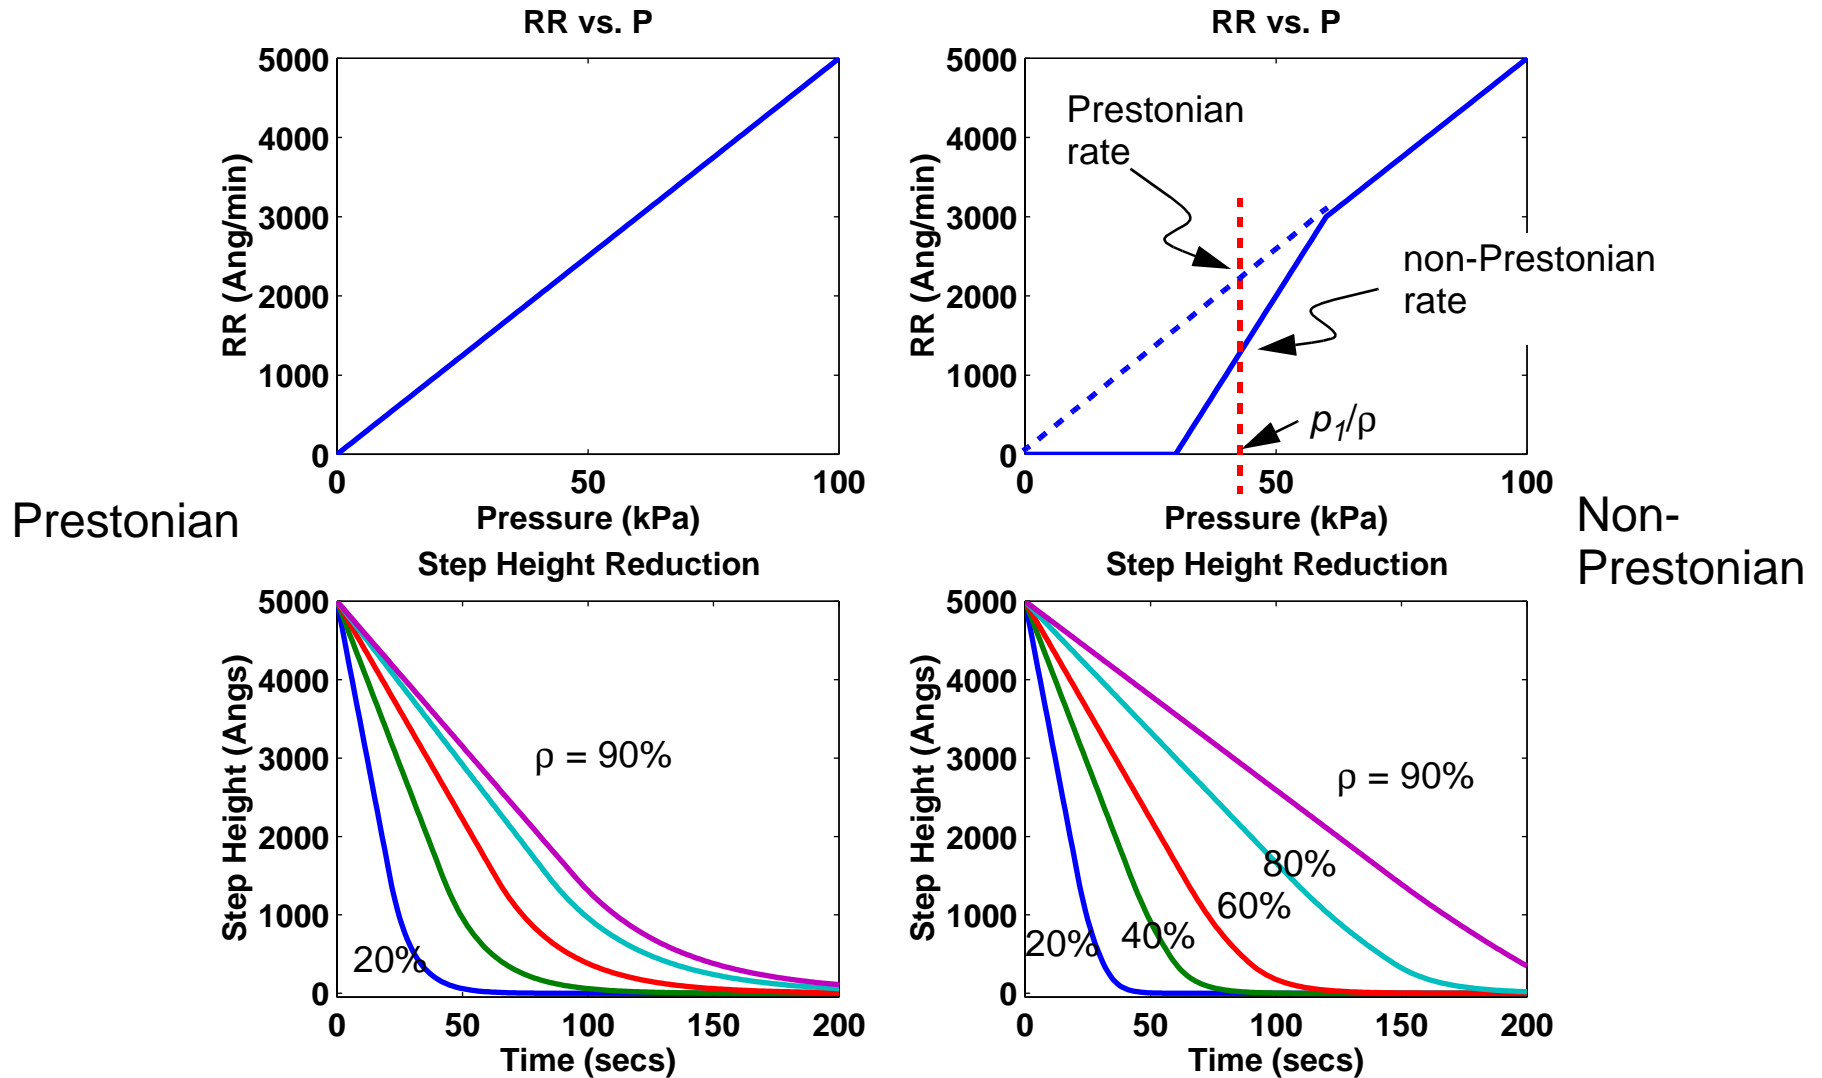 RR vs. P
5000
4000
3000
2000
1000
0
RR (Ang/min)
0 50 100
Pressure (kPa)
RR vs. P
5000
4000
3000
2000
1000
0
RR (Ang/min)
Prestonian
rate
non-Prestonian
rate
p1/ρ
0 50 100
Pressure (kPa)
Prestonian
Non-
Prestonian
Step Height Reduction
5000
4000
3000
2000
1000
0
Step Height (Angs)
ρ = 90%
20%
0 50 100 150 200
Time (secs)
Step Height Reduction
5000
4000
3000
2000
1000
0
Step Height (Angs)
ρ = 90%
80%
60%
40%
20%
0 50 100 150 200
Time (secs)